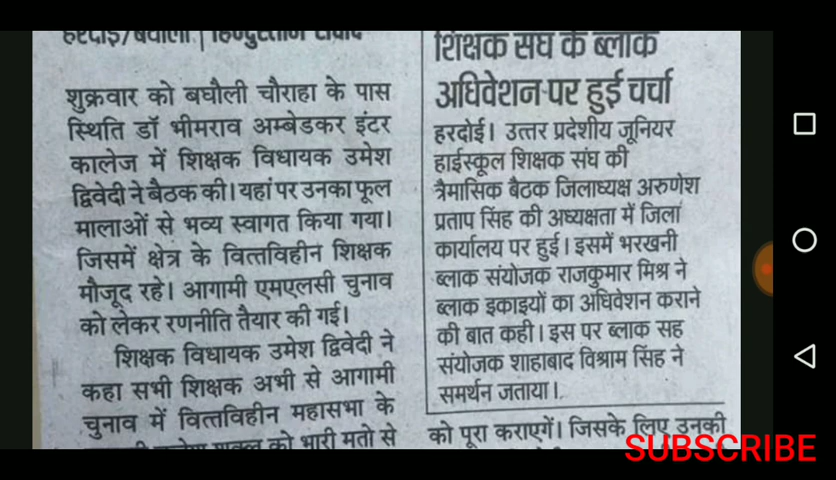 हरदोई/बघौली | हिन्दुस्तान संवाद
शुक्रवार को बघौली चौराहा के पास
स्थिति डॉ भीमराव अम्बेडकर इंटर
कालेज में शिक्षक विधायक उमेश
द्विवेदी ने बैठक की। यहां पर उनका फूल
मालाओं से भव्य स्वागत किया गया।
जिसमें क्षेत्र के वित्तविहीन शिक्षक
मौजूद रहे। आगामी एमएलसी चुनाव
को लेकर रणनीति तैयार की गई।
शिक्षक विधायक उमेश द्विवेदी ने
कहा सभी शिक्षक अभी से आगामी
चुनाव में वित्तविहीन महासभा के
को भारी मतो से
शिक्षक संघ के ब्लाक
अधिवेशन पर हुई चर्चा
हरदोई। उत्तर प्रदेशीय जूनियर
हाईस्कूल शिक्षक संघ की
त्रैमासिक बैठक जिलाध्यक्ष अरुणेश
प्रताप सिंह की अध्यक्षता में जिला
कार्यालय पर हुई। इसमें भरखनी
ब्लाक संयोजक राजकुमार मिश्र ने
ब्लाक इकाइयों का अधिवेशन कराने
की बात कही। इस पर ब्लाक सह
संयोजक शाहाबाद विश्राम सिंह ने
समर्थन जताया।
को पूरा कराएगें। जिसके लिए उनकी
SUBSCRIBE